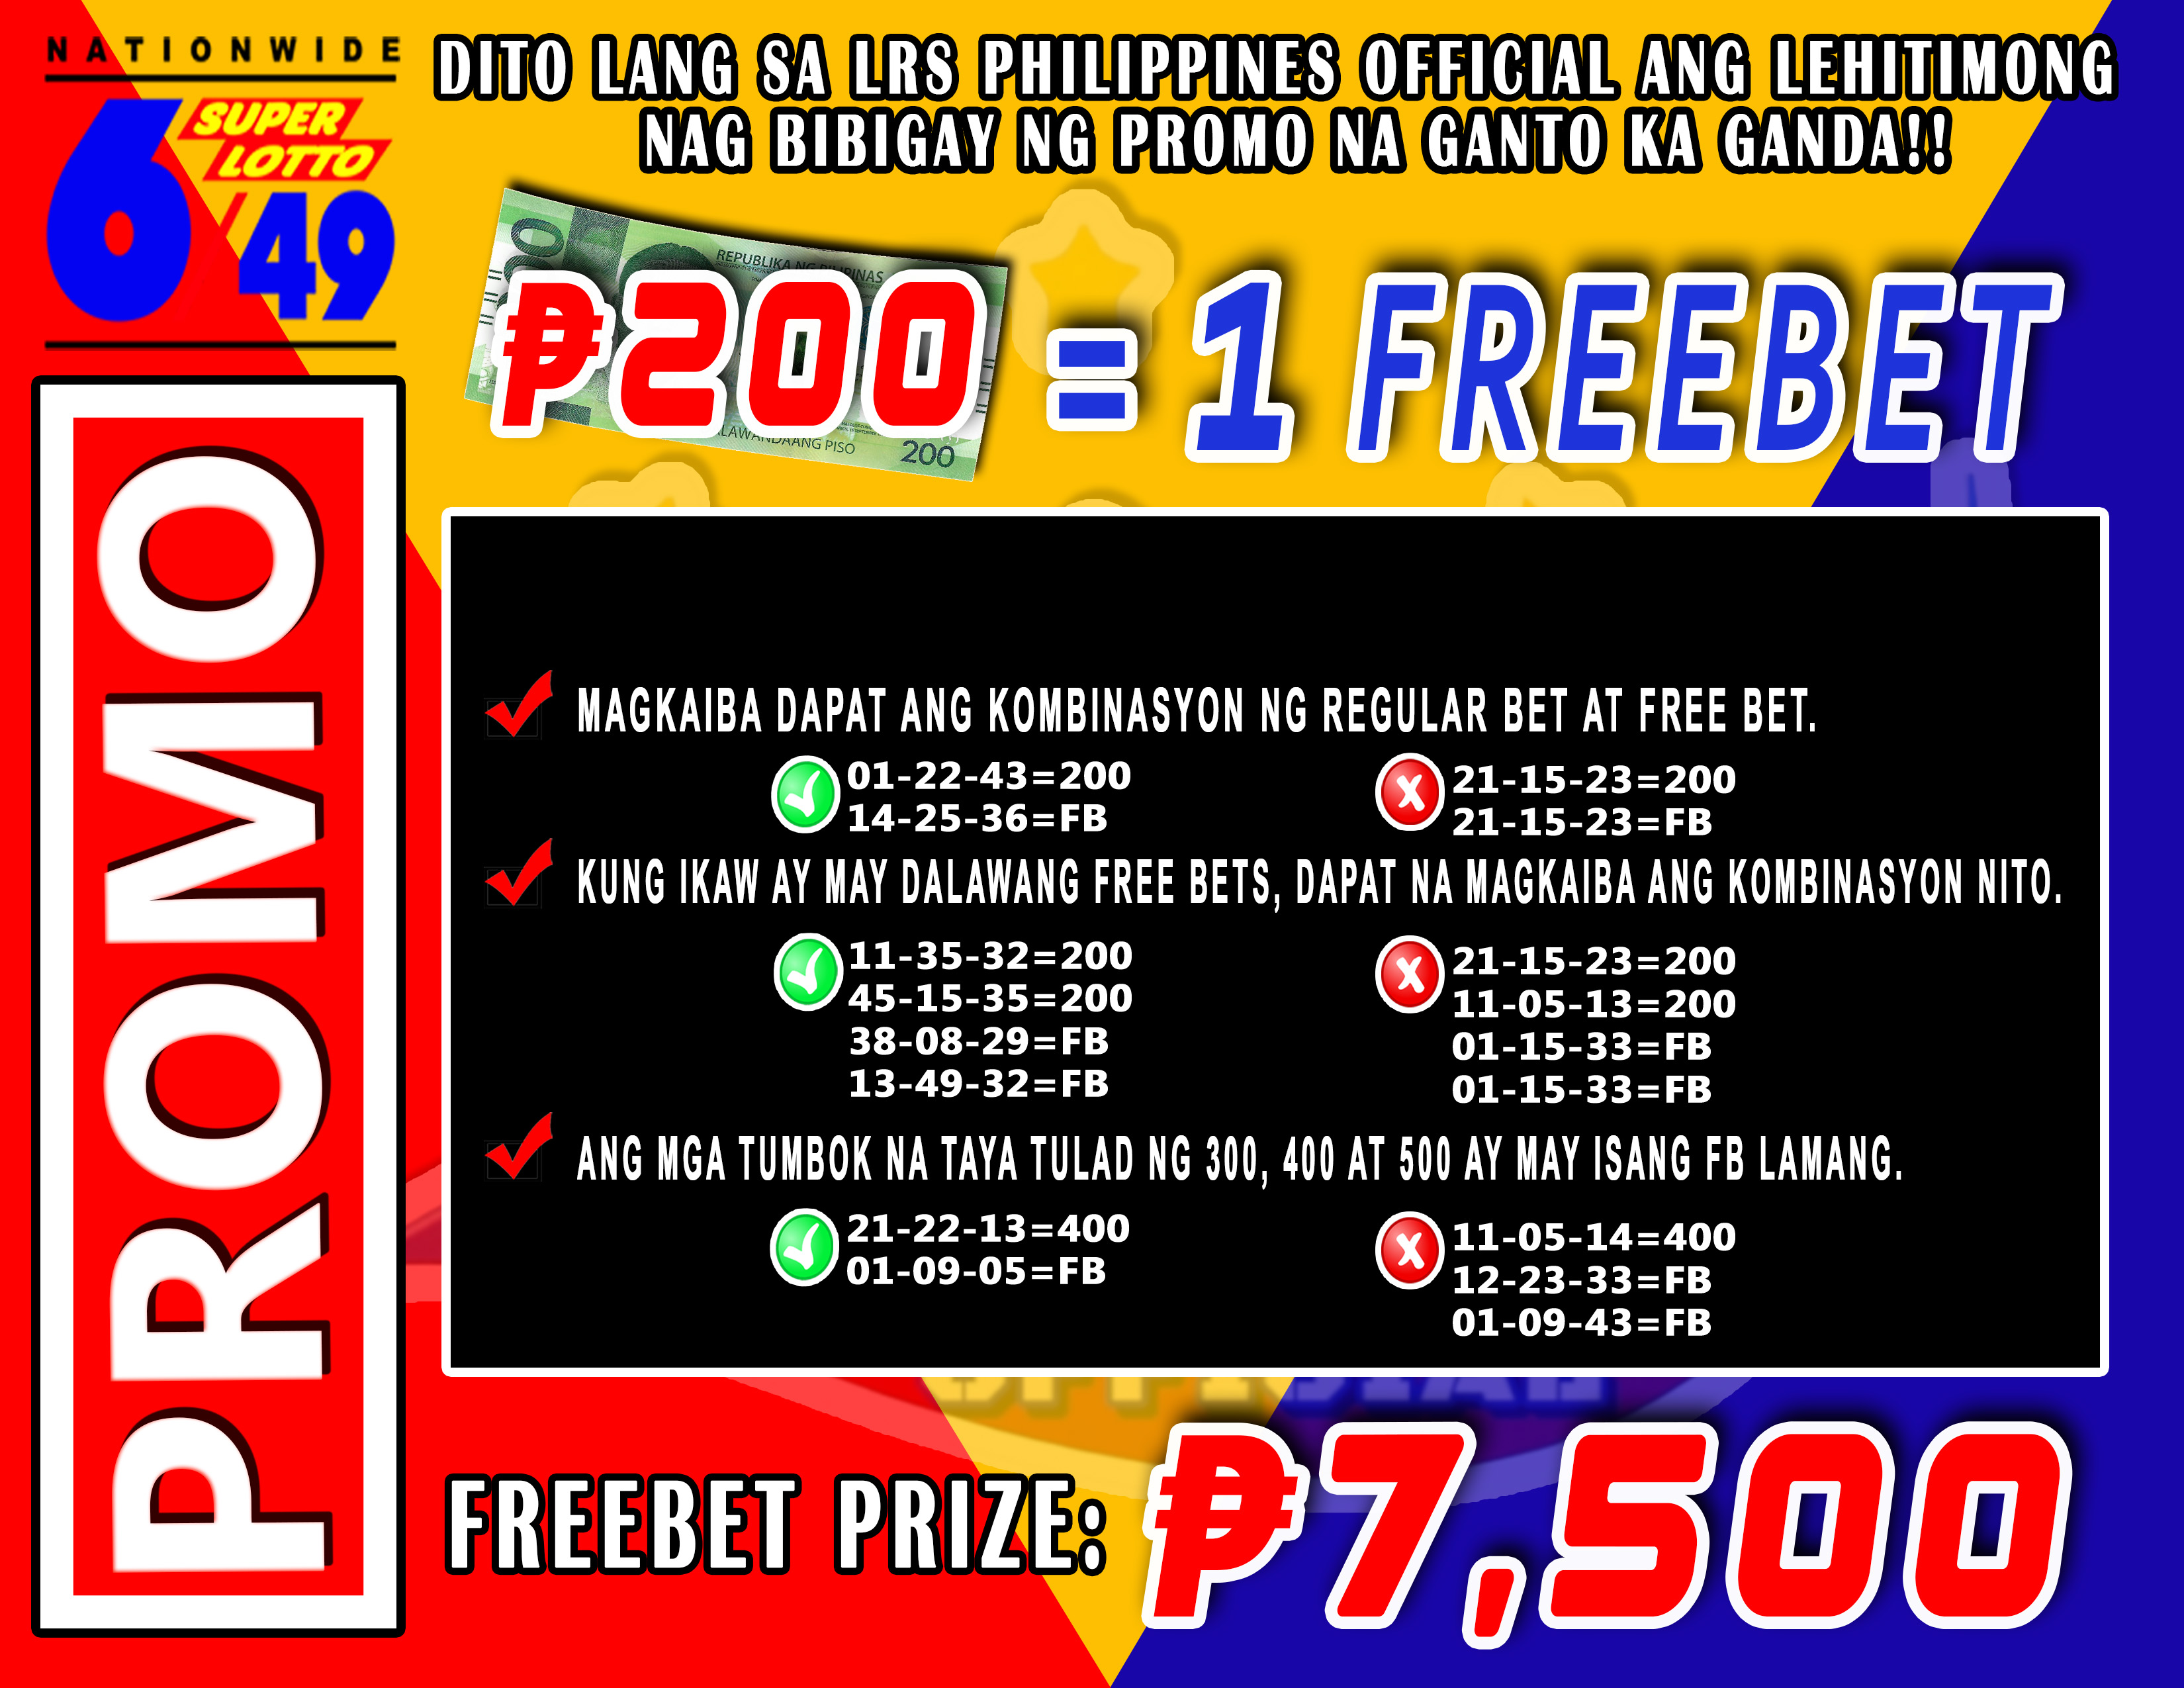 NATIONWIDE
6/49
SUPER
LOTTO
DITO LANG SA LRS PHILIPPINES OFFICIAL ANG LEHITIMONG
NAG BIBIGAY NG PROMO NA GANTO KA GANDA!!
REPUBLIKA NG PILIPINAS
₱200 = 1 FREEBET
PISO
200
PROMO
MAGKAIBA DAPAT ANG KOMBINASYON NG REGULAR BET AT FREE BET.
01-22-43=200
14-25-36=FB
21-15-23=200
21-15-23=FB
KUNG IKAW AY MAY DALAWANG FREE BETS, DAPAT NA MAGKAIBA ANG KOMBINASYON NITO.
11-35-32=200
45-15-35=200
38-08-29=FB
13-49-32=FB
21-15-23=200
11-05-13=200
01-15-33=FB
01-15-33=FB
ANG MGA TUMBOK NA TAYA TULAD NG 300, 400 AT 500 AY MAY ISANG FB LAMANG.
21-22-13=400
01-09-05=FB
11-05-14=400
12-23-33=FB
01-09-43=FB
FREEBET PRIZE: ₱7,500